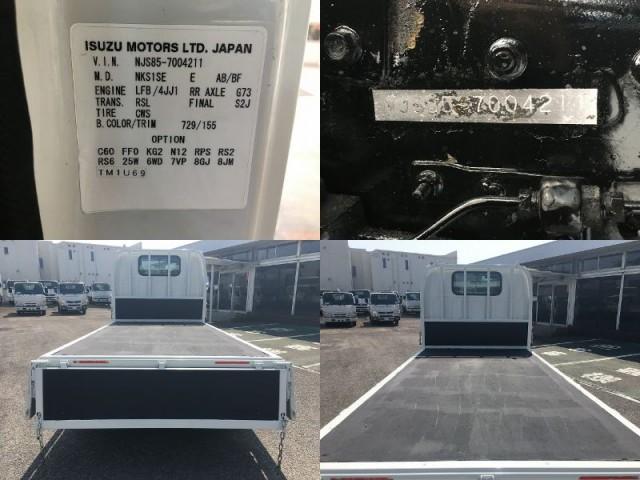 ISUZU MOTORS LTD. JAPAN
V.I.N. NJS85-7004211
M.D. NKS1SE E AB/BF
ENGINE LFB/4JJ1 RR AXLE G73
TRANS. RSL FINAL S2J
TIRE CWS
B.COLOR/TRIM 729/155
OPTION
C60 FF0 KG2 N12 RPS RS2
RS6 25W 6WD 7VP 8GJ 8JM
TM1U69
700421